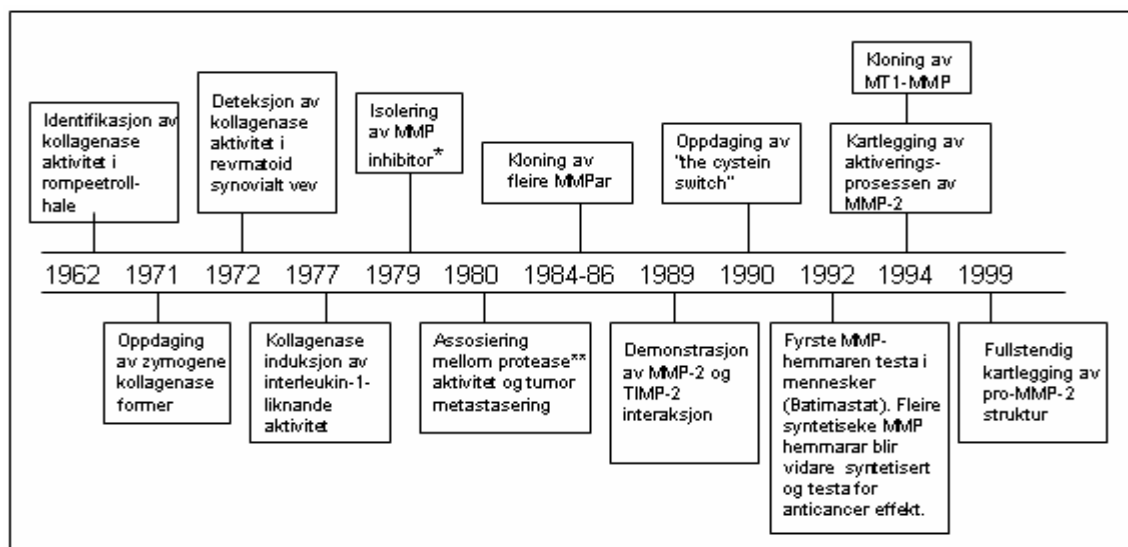 Identifikasjon av
kollagenase
aktivitet i
rompeetroll-
hale
Deteksjon av
kollagenase
aktivitet i
revmatoid
synovialt vev
Isolering
av MMP
inhibitor*
Kloning av
fleire MMPar
Oppdaging av
"the cystein
switch"
Kloning av
MT1-MMP
Kartlegging av
aktiverings-
prosessen av
MMP-2
1962 1971 1972 1977 1979 1980 1984-86 1989 1990 1992 1994 1999
Oppdaging
av zymogene
kollagenase
former
Kollagenase
induksjon av
interleukin-1-
liknande
aktivitet
Assosiering
mellom protease**
aktivitet og tumor
metastasering
Demonstrasjon
av MMP-2 og
TIMP-2
interaksjon
Fyrste MMP-
hemmaren testa i
mennesker
(Batimastat). Fleire
syntetiseke MMP
hemmarar blir
vidare syntetisert
og testa for
anticancer effekt.
Fullstendig
kartlegging av
pro-MMP-2
struktur